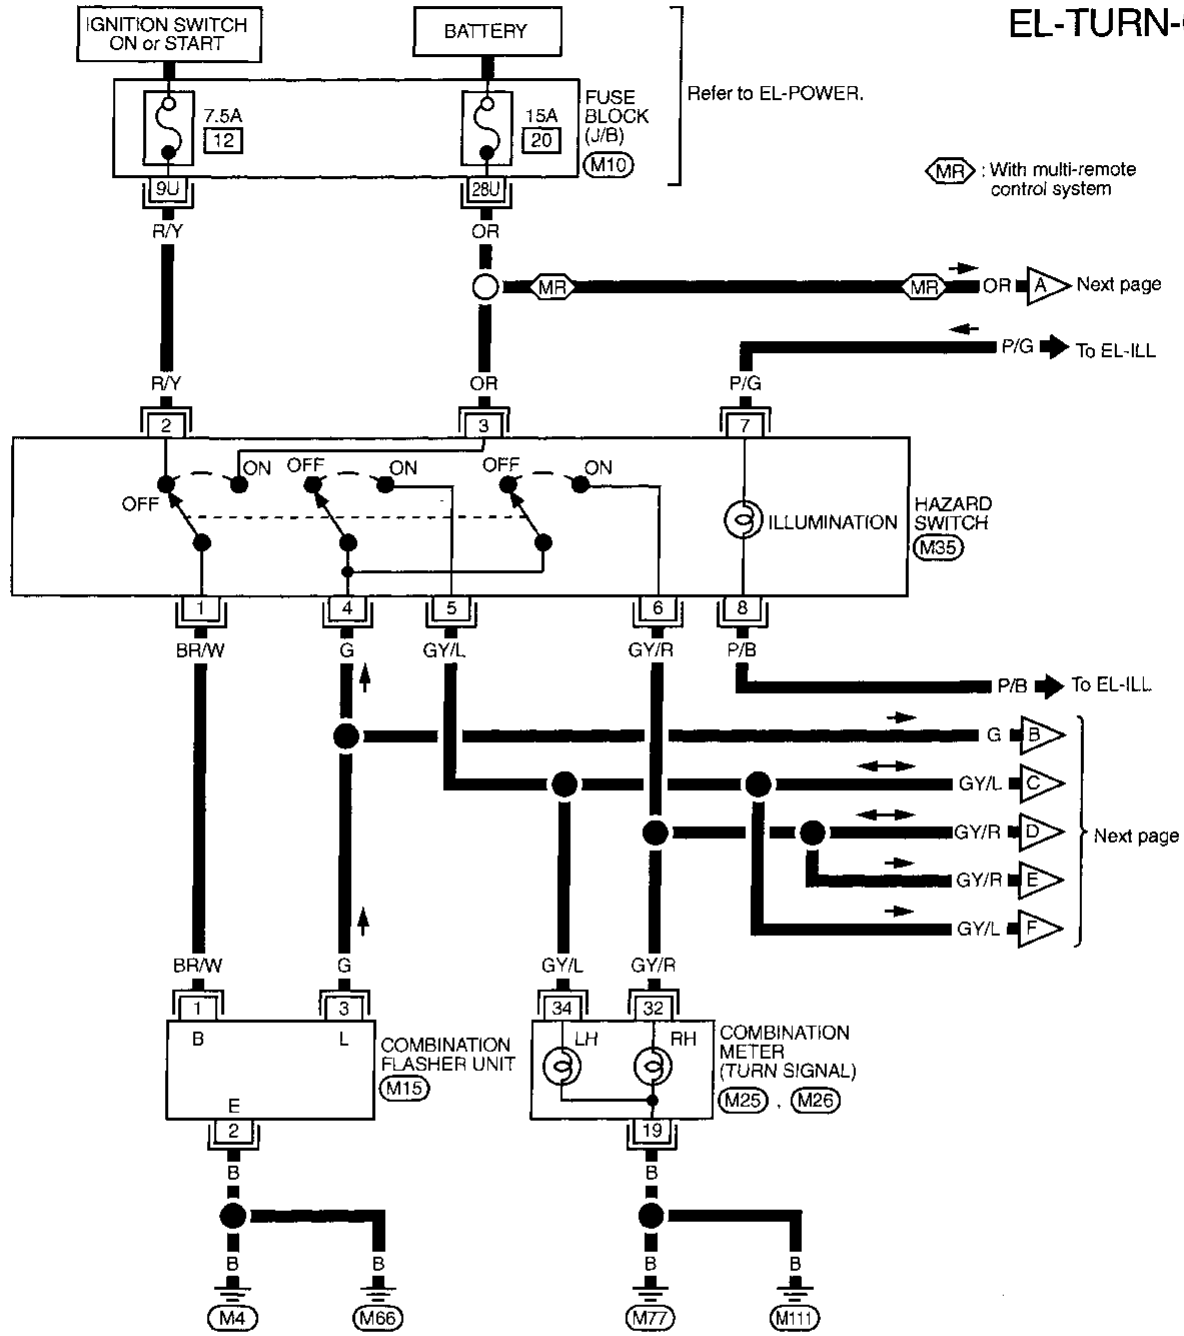 EL-TURN-
IGNITION SWITCH
ON or START
BATTERY
Refer to EL-POWER.
7.5A
12
15A
20
FUSE
BLOCK
(J/B)
M10
9U
28U
MR : With multi-remote
control system
R/Y
OR
MR
MR
OR
A
Next page
P/G
To EL-ILL
R/Y
OR
P/G
2
3
7
OFF
ON
OFF
ON
OFF
ON
ILLUMINATION
HAZARD
SWITCH
M35
1
4
5
6
8
BR/W
G
GY/L
GY/R
P/B
P/B
To EL-ILL
G
B
GY/L
C
GY/R
D
Next page
GY/R
E
GY/L
F
BR/W
G
GY/L
GY/R
1
3
34
32
B
L
LH
RH
COMBINATION
FLASHER UNIT
M15
COMBINATION
METER
(TURN SIGNAL)
M25 , M26
E
2
19
B
B
B
B
B
B
M4
M66
M77
M111